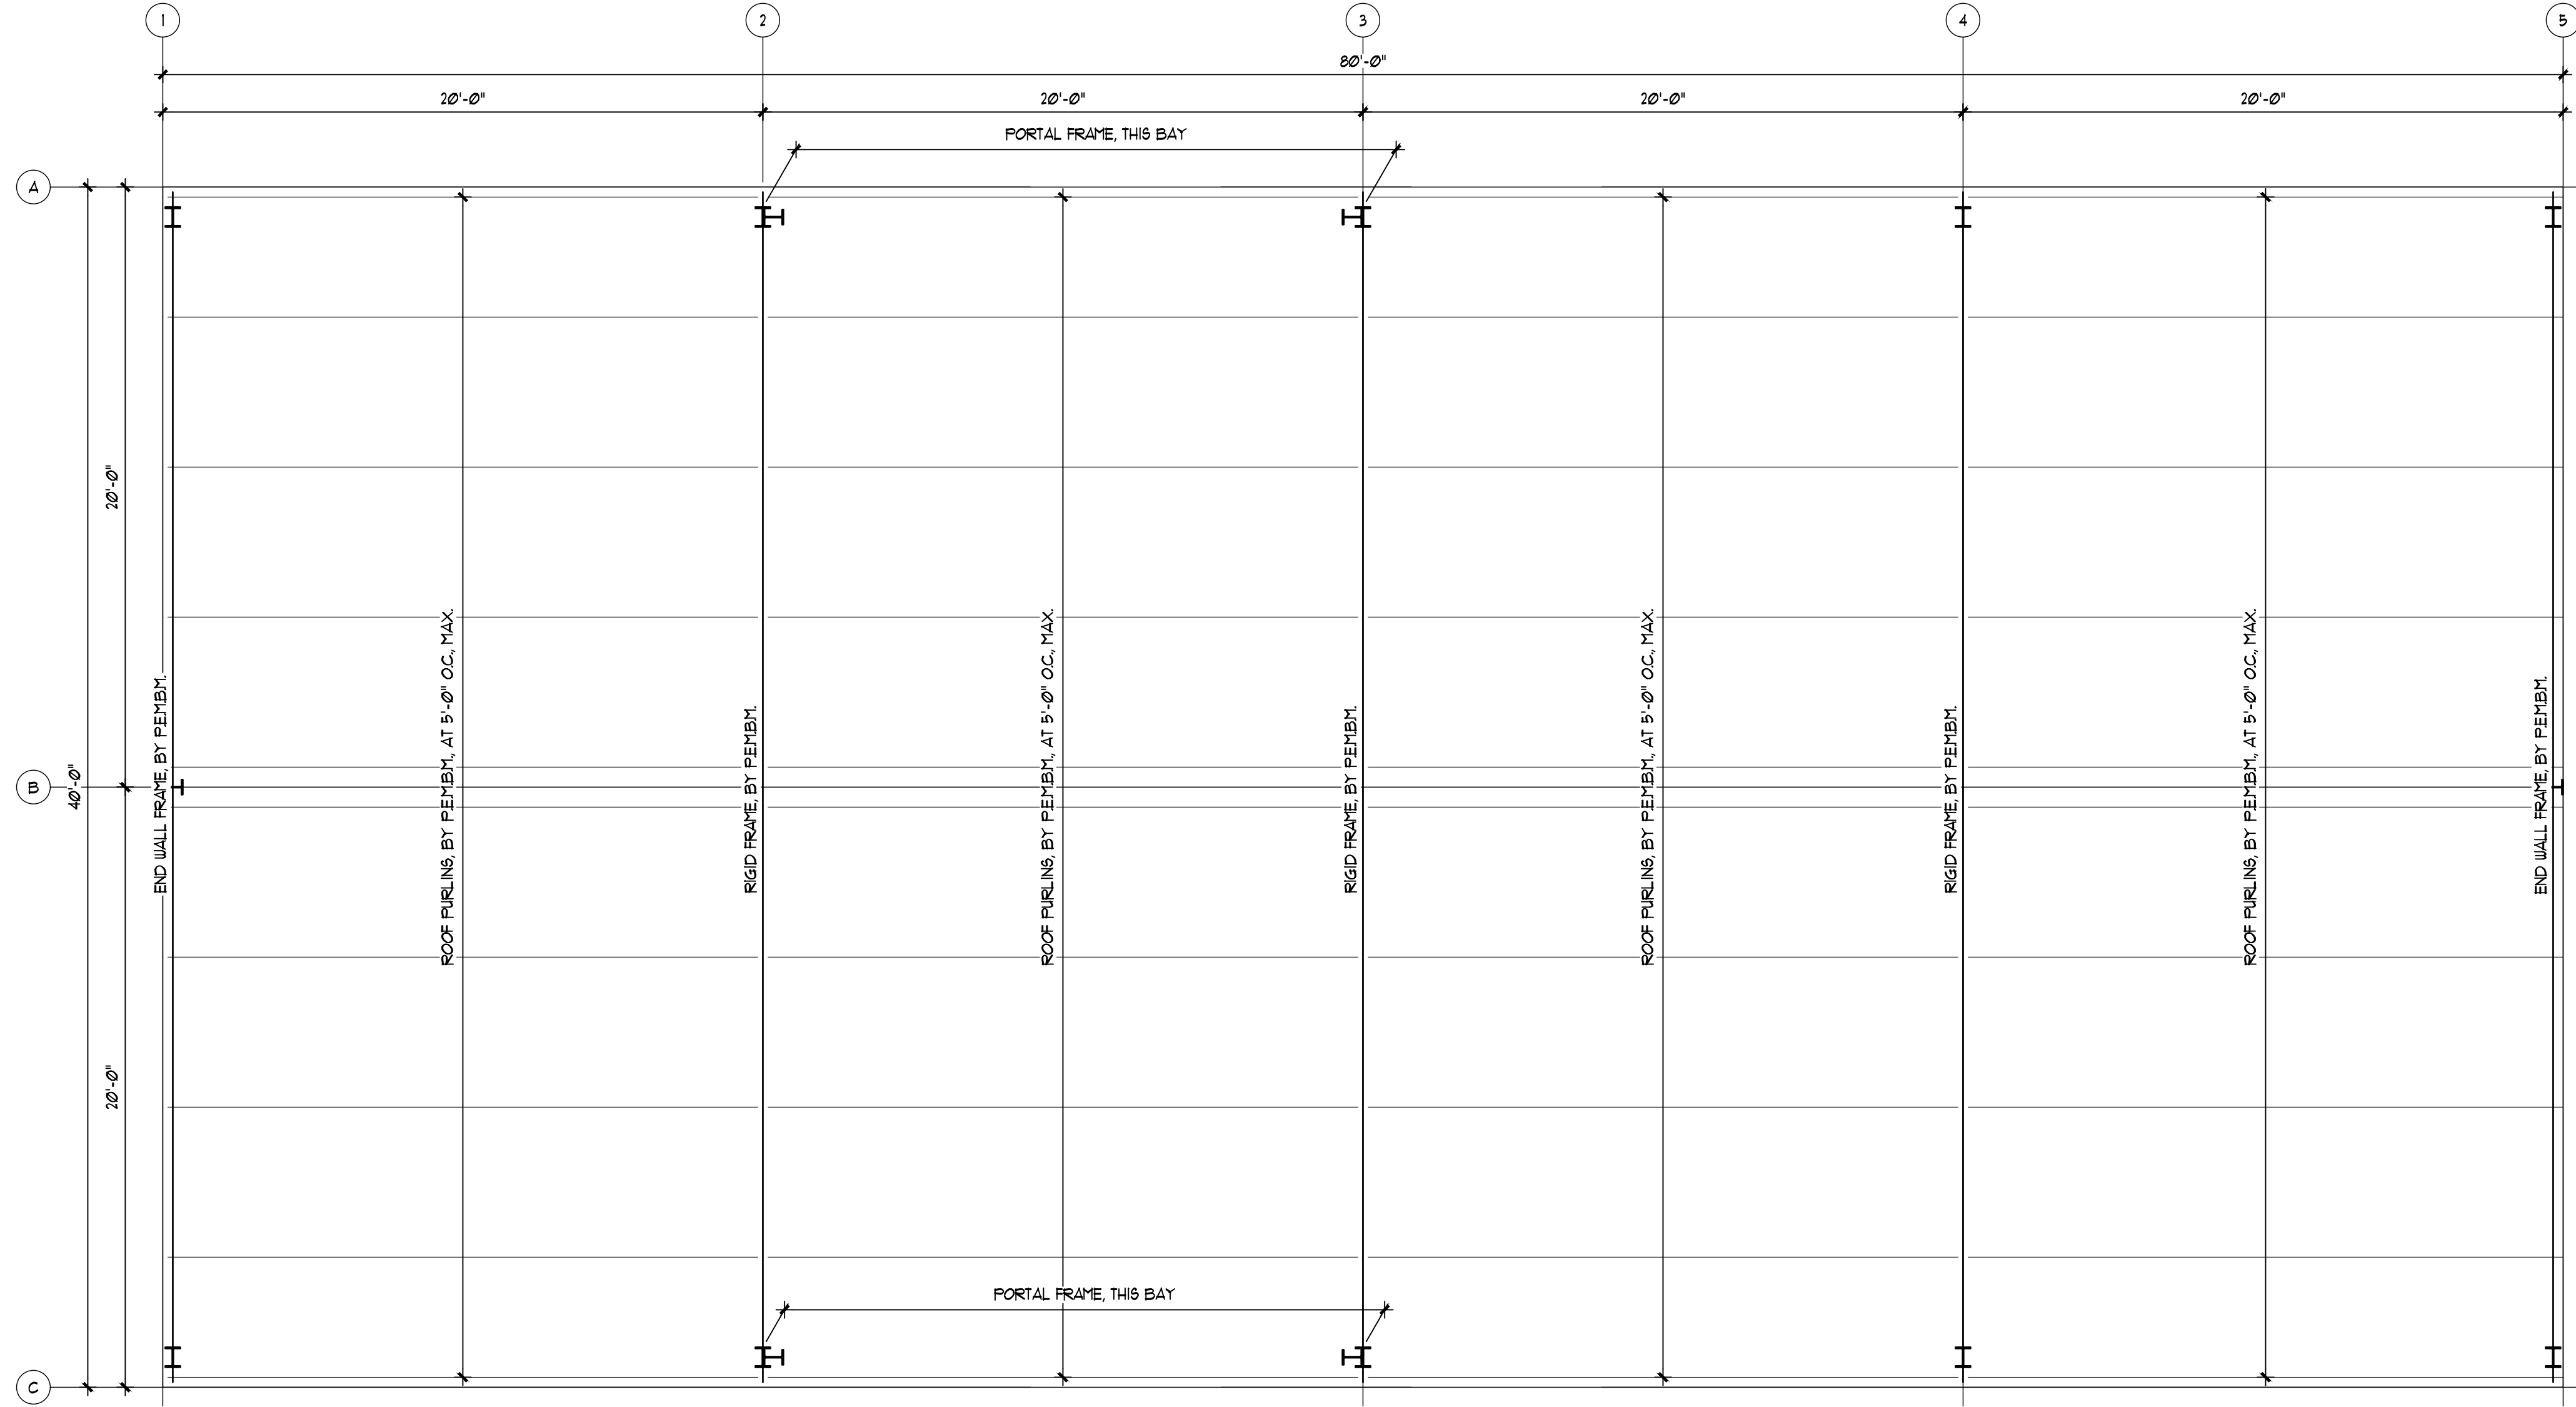 1
2
3
4
5
80'-0"
20'-0"
20'-0"
20'-0"
20'-0"
PORTAL FRAME, THIS BAY
A
20'-0"
B
40'-0"
END WALL FRAME, BY P.E.M.B.M.
ROOF PURLINS, BY P.E.M.B.M., AT 5'-0" O.C., MAX.
RIGID FRAME, BY P.E.M.B.M.
ROOF PURLINS, BY P.E.M.B.M., AT 5'-0" O.C., MAX.
RIGID FRAME, BY P.E.M.B.M.
ROOF PURLINS, BY P.E.M.B.M., AT 5'-0" O.C., MAX.
RIGID FRAME, BY P.E.M.B.M.
ROOF PURLINS, BY P.E.M.B.M., AT 5'-0" O.C., MAX.
END WALL FRAME, BY P.E.M.B.M.
20'-0"
PORTAL FRAME, THIS BAY
C